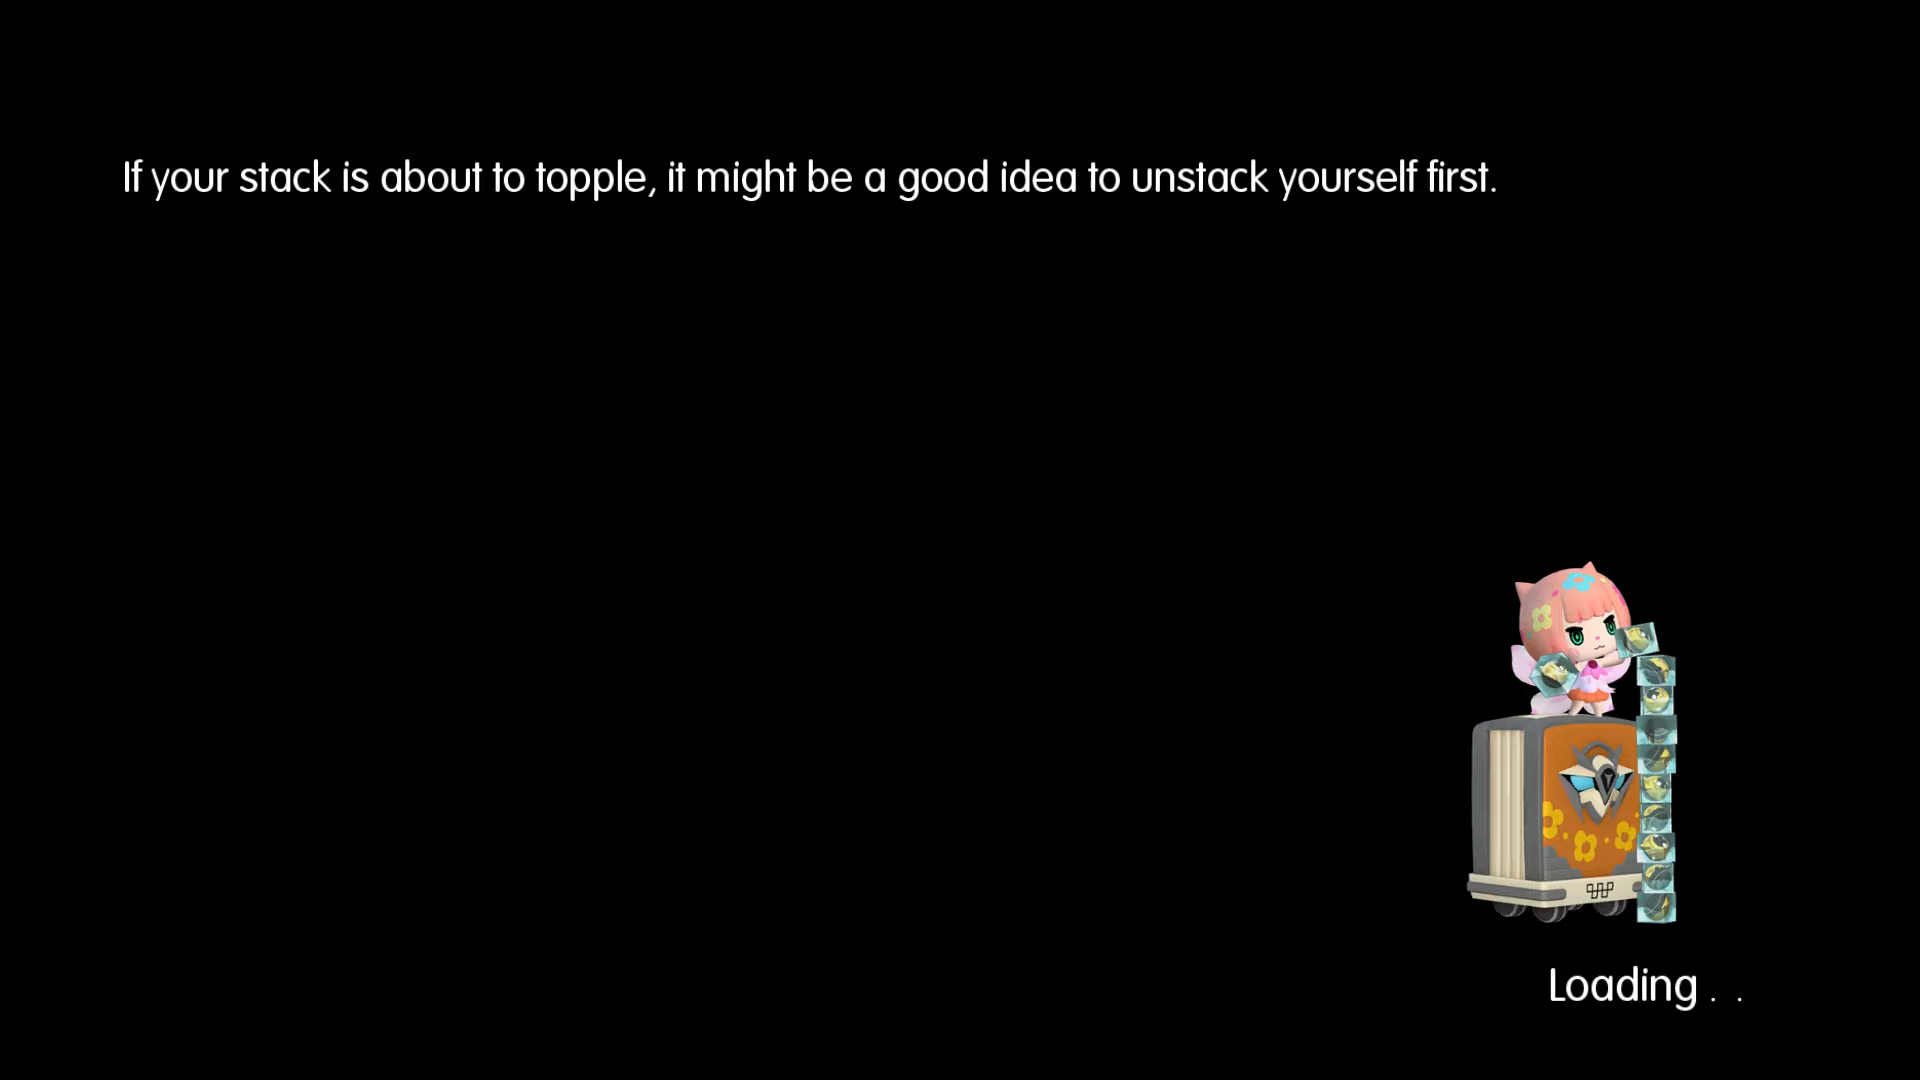 If your stack is about to topple, it might be a good idea to unstack yourself first.
Loading . .